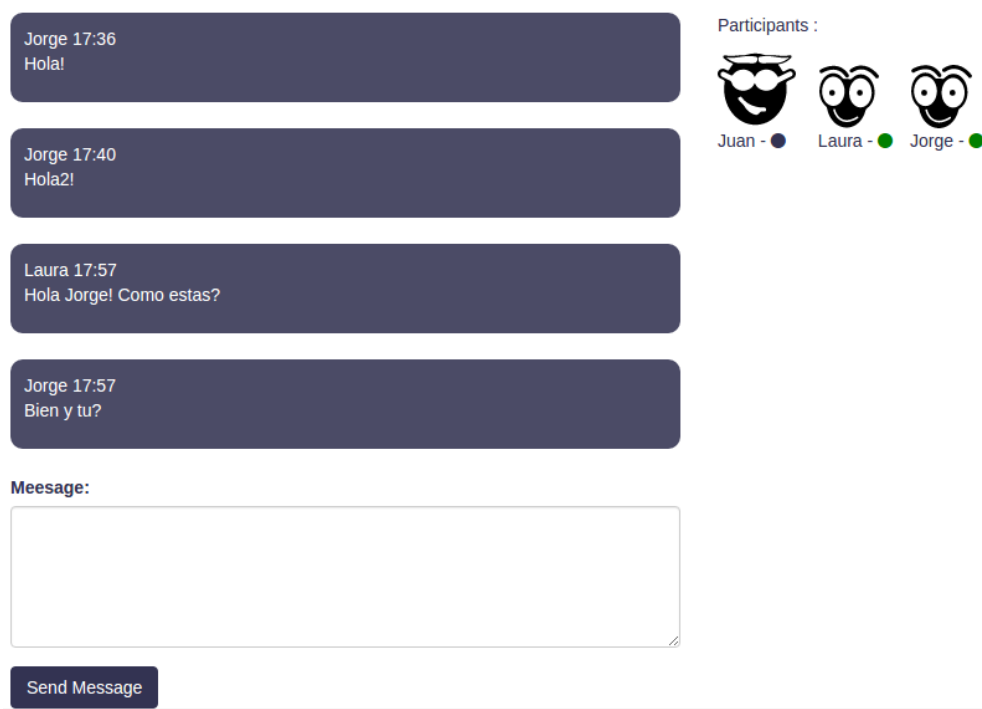 Jorge 17:36
Hola!
Jorge 17:40
Hola2!
Laura 17:57
Hola Jorge! Como estas?
Jorge 17:57
Bien y tu?
Meesage:
Send Message
Participants :
Juan -
Laura -
Jorge -